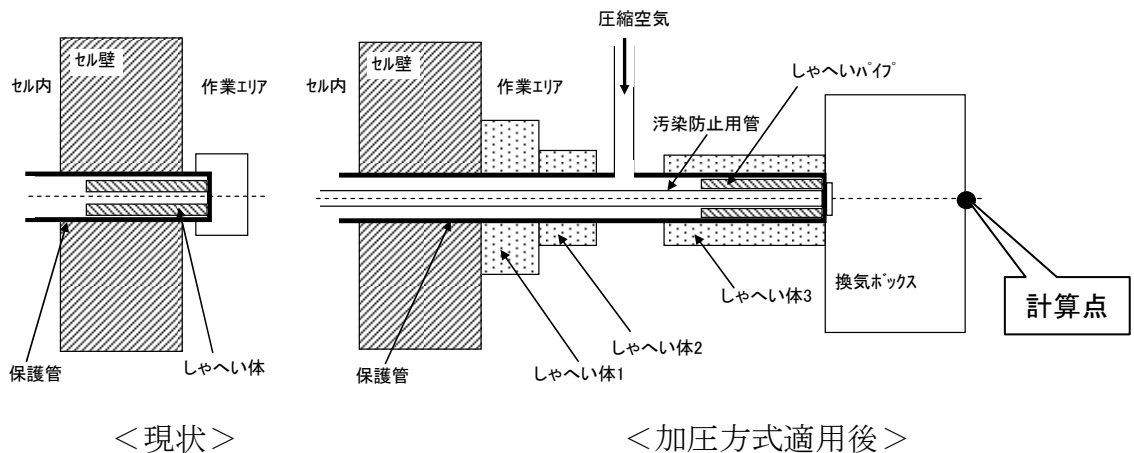 セル壁
セル内
作業エリア
保護管
しゃへい体
＜現状＞
圧縮空気
セル壁
しゃへいパイプ
セル内
作業エリア
汚染防止用管
換気ボックス
しゃへい体3
計算点
しゃへい体2
しゃへい体1
保護管
＜加圧方式適用後＞